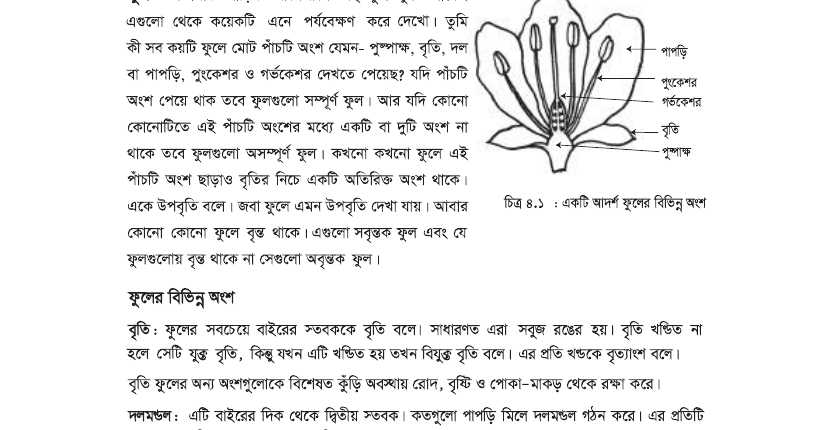 এগুলো থেকে কয়েকটি এনে পর্যবেক্ষণ করে দেখো। তুমি
কী সব কয়টি ফুলে মোট পাঁচটি অংশ যেমন- পুষ্পাক্ষ, বৃতি, দল
বা পাপড়ি, পুংকেশর ও গর্ভকেশর দেখতে পেয়েছ? যদি পাঁচটি
অংশ পেয়ে থাক তবে ফুলগুলো সম্পূর্ণ ফুল। আর যদি কোনো
কোনোটিতে এই পাঁচটি অংশের মধ্যে একটি বা দুটি অংশ না
থাকে তবে ফুলগুলো অসম্পূর্ণ ফুল। কখনো কখনো ফুলে এই
পাঁচটি অংশ ছাড়াও বৃতির নিচে একটি অতিরিক্ত অংশ থাকে।
একে উপবৃতি বলে। জবা ফুলে এমন উপবৃতি দেখা যায়। আবার
কোনো কোনো ফুলে বৃন্ত থাকে। এগুলো সবৃন্তক ফুল এবং যে
ফুলগুলোয় বৃন্ত থাকে না সেগুলো অবৃন্তক ফুল।
পাপড়ি
পুংকেশর
গর্ভকেশর
বৃতি
পুষ্পাক্ষ
চিত্র ৪.১ : একটি আদর্শ ফুলের বিভিন্ন অংশ
ফুলের বিভিন্ন অংশ
বৃতি : ফুলের সবচেয়ে বাইরের স্তবককে বৃতি বলে। সাধারণত এরা সবুজ রঙের হয়। বৃতি খন্ডিত না
হলে সেটি যুক্ত বৃতি, কিন্তু যখন এটি খন্ডিত হয় তখন বিযুক্ত বৃতি বলে। এর প্রতি খন্ডকে বৃত্যাংশ বলে।
বৃতি ফুলের অন্য অংশগুলোকে বিশেষত কুঁড়ি অবস্থায় রোদ, বৃষ্টি ও পোকা-মাকড় থেকে রক্ষা করে।
দলমন্ডল : এটি বাইরের দিক থেকে দ্বিতীয় স্তবক। কতগুলো পাপড়ি মিলে দলমন্ডল গঠন করে। এর প্রতিটি